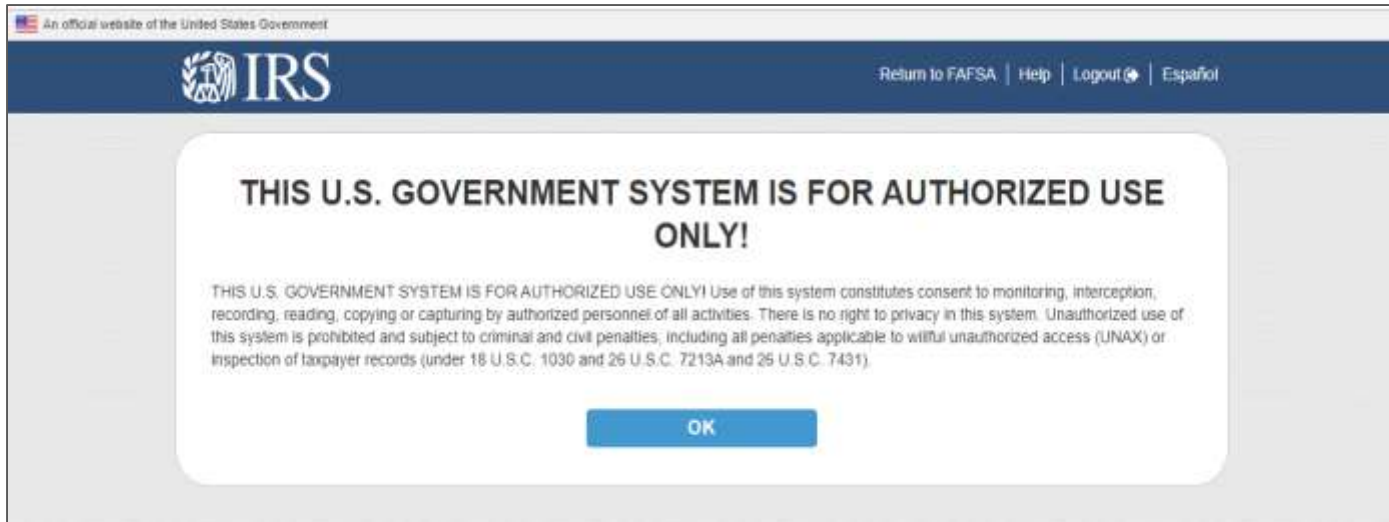 An official website of the United States Government
IRS
Return to FAFSA | Help | Logout | Español
THIS U.S. GOVERNMENT SYSTEM IS FOR AUTHORIZED USE
ONLY!
THIS U.S. GOVERNMENT SYSTEM IS FOR AUTHORIZED USE ONLY! Use of this system constitutes consent to monitoring, interception,
recording, reading, copying or capturing by authorized personnel of all activities. There is no right to privacy in this system. Unauthorized use of
this system is prohibited and subject to criminal and civil penalties, including all penalties applicable to willful unauthorized access (UNAX) or
inspection of taxpayer records (under 18 U.S.C. 1030 and 26 U.S.C. 7213A and 26 U.S.C. 7431).
OK